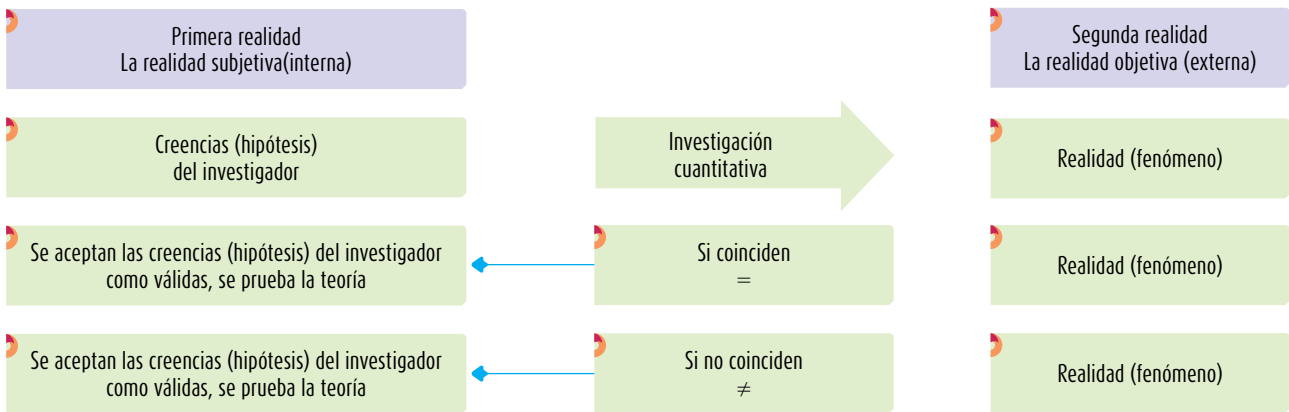 Primera realidad
La realidad subjetiva(interna)
Segunda realidad
La realidad objetiva (externa)
Creencias (hipótesis)
del investigador
Investigación
cuantitativa
Realidad (fenómeno)
Se aceptan las creencias (hipótesis) del investigador
como válidas, se prueba la teoría
Si coinciden
=
Realidad (fenómeno)
Se aceptan las creencias (hipótesis) del investigador
como válidas, se prueba la teoría
Si no coinciden
≠
Realidad (fenómeno)